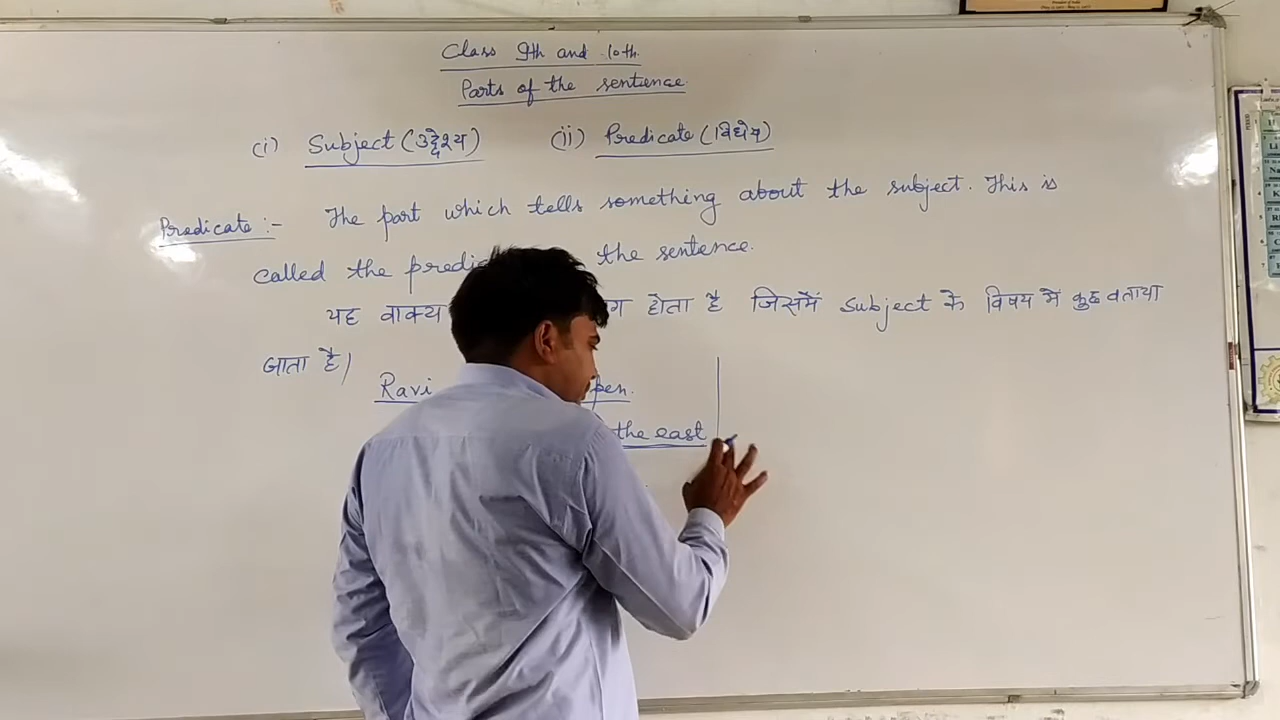 Class 9th and 10th
Parts of the sentence
(i) Subject (उद्देश्य) (ii) Predicate (विधेय)
Predicate :- The part which tells something about the subject. This is
called the the sentence.
यह वाक्य होता है जिसमें subject के विषय में कुछ बताया
जाता है।
Ravi pen.
the east